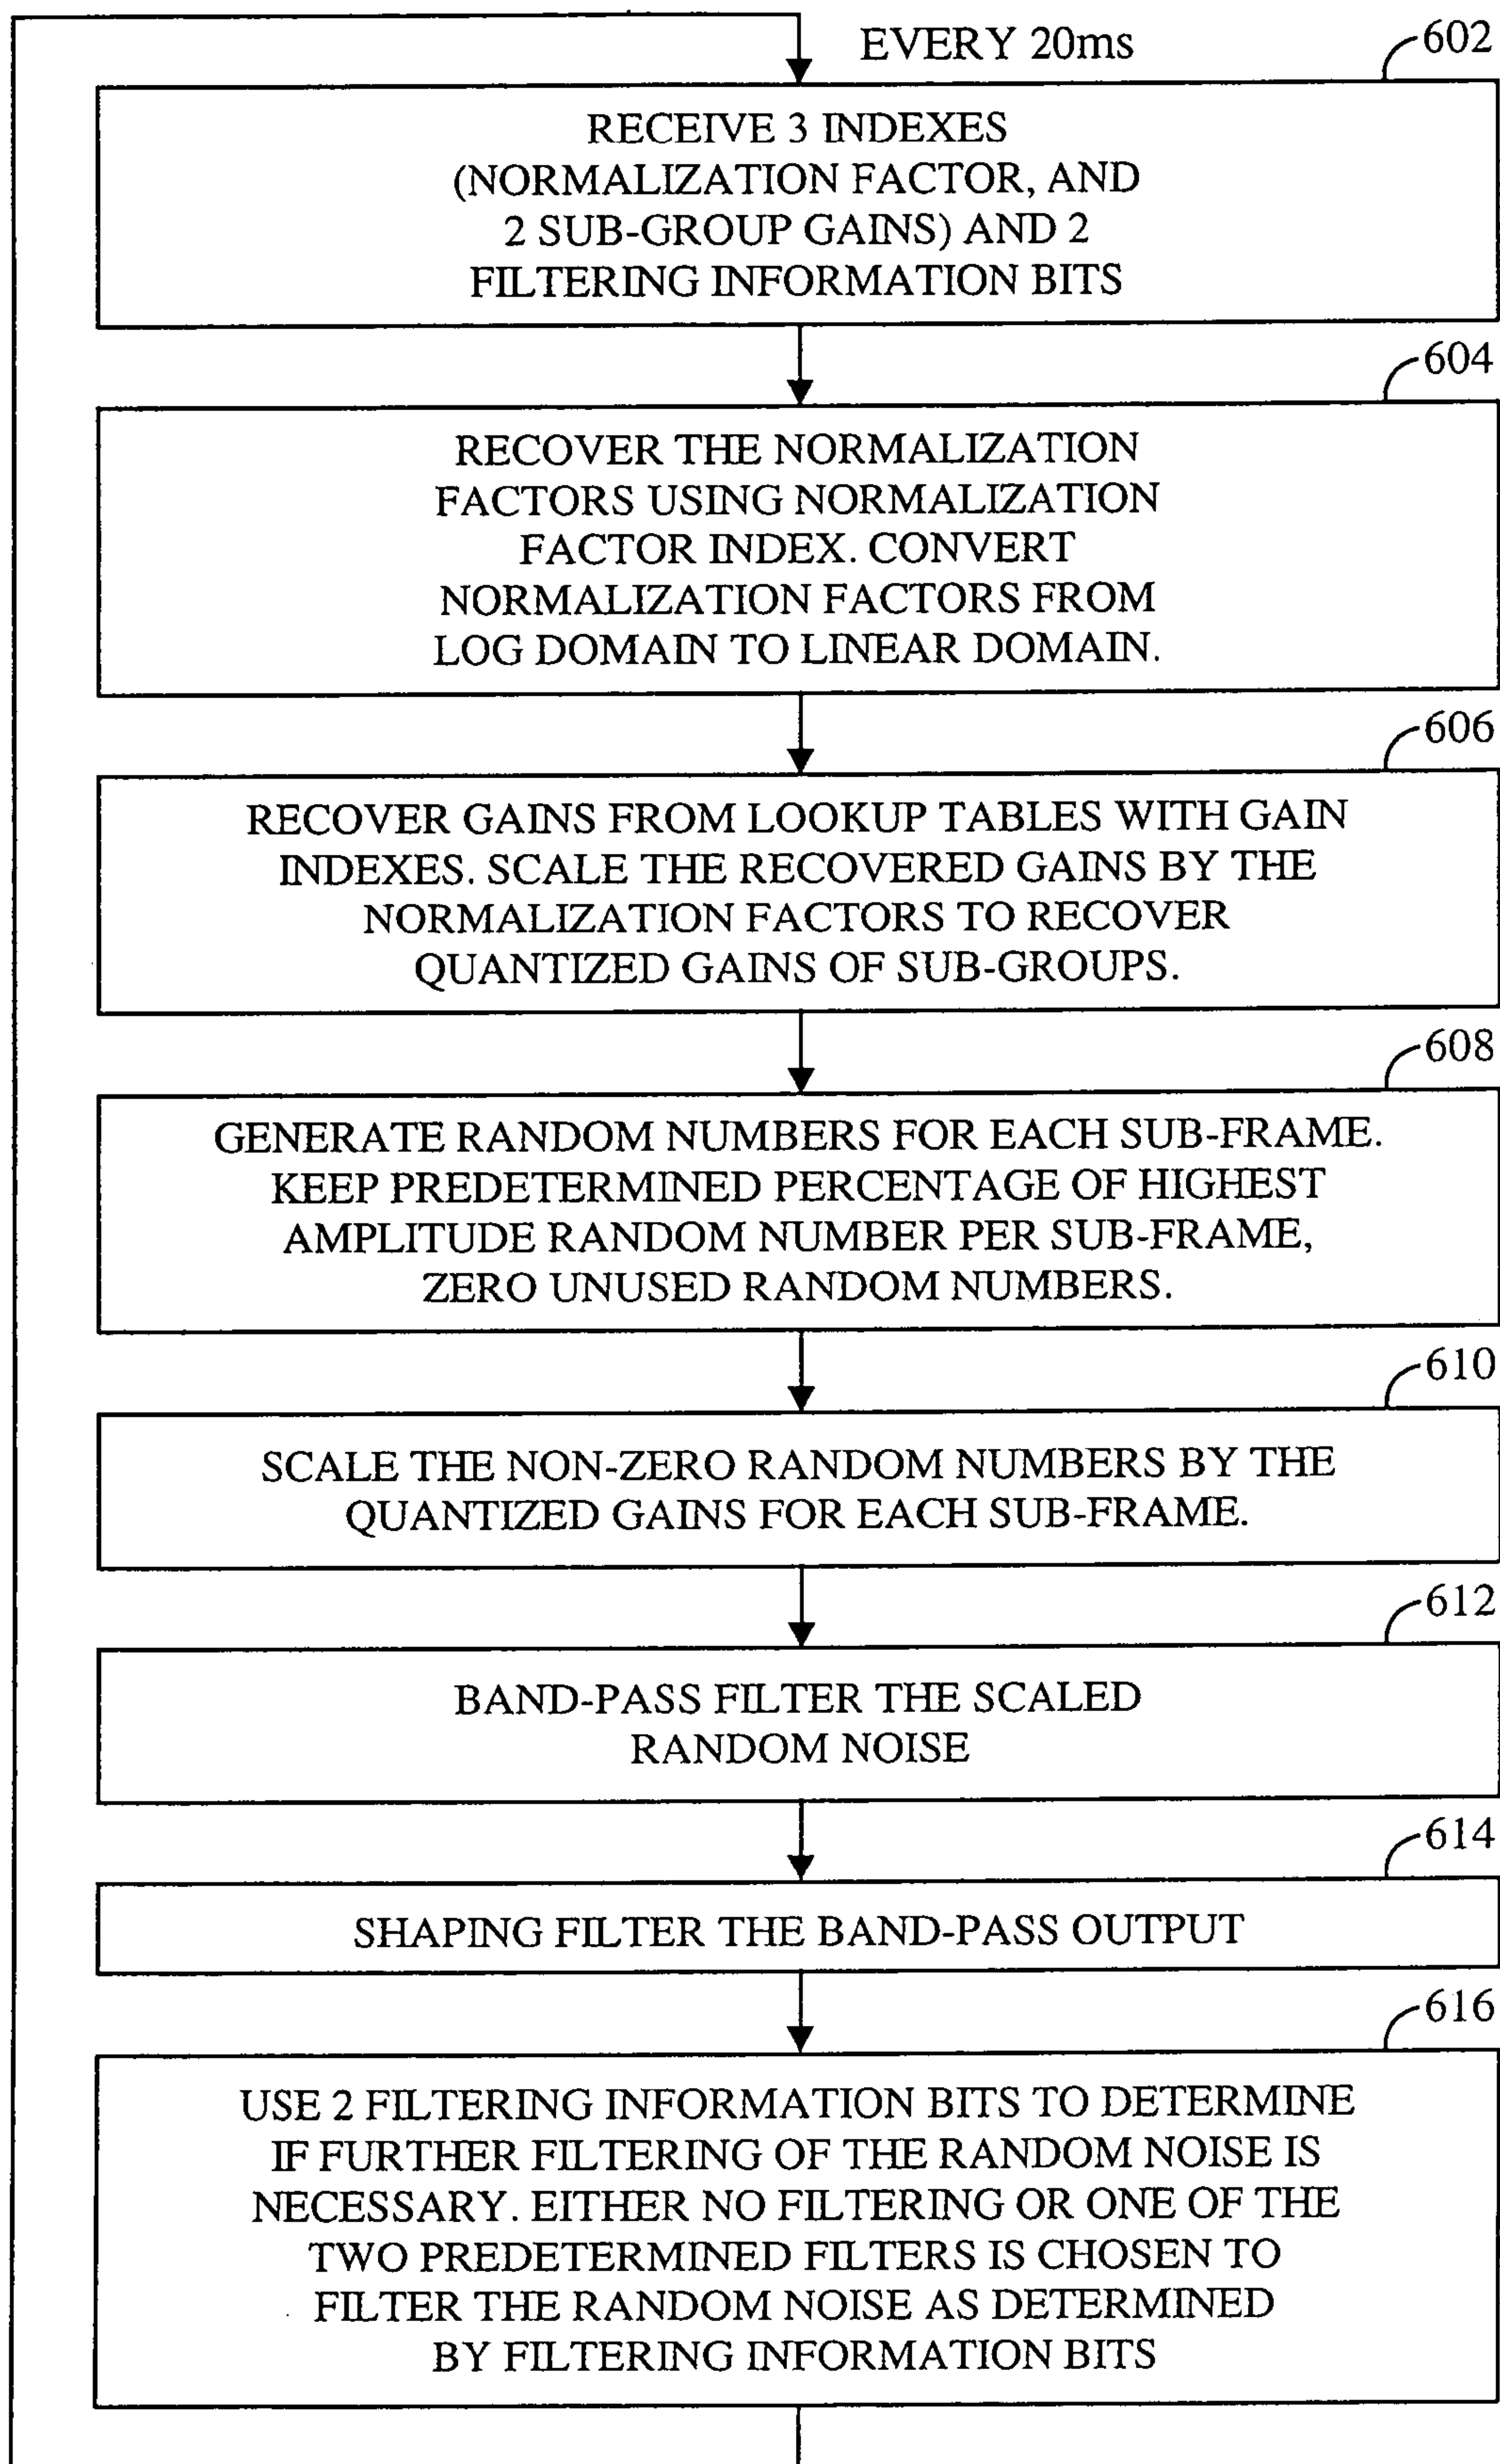 EVERY 20ms
602
RECEIVE 3 INDEXES
(NORMALIZATION FACTOR, AND
2 SUB-GROUP GAINS) AND 2
FILTERING INFORMATION BITS
604
RECOVER THE NORMALIZATION
FACTORS USING NORMALIZATION
FACTOR INDEX. CONVERT
NORMALIZATION FACTORS FROM
LOG DOMAIN TO LINEAR DOMAIN.
606
RECOVER GAINS FROM LOOKUP TABLES WITH GAIN
INDEXES. SCALE THE RECOVERED GAINS BY THE
NORMALIZATION FACTORS TO RECOVER
QUANTIZED GAINS OF SUB-GROUPS.
608
GENERATE RANDOM NUMBERS FOR EACH SUB-FRAME.
KEEP PREDETERMINED PERCENTAGE OF HIGHEST
AMPLITUDE RANDOM NUMBER PER SUB-FRAME,
ZERO UNUSED RANDOM NUMBERS.
610
SCALE THE NON-ZERO RANDOM NUMBERS BY THE
QUANTIZED GAINS FOR EACH SUB-FRAME.
612
BAND-PASS FILTER THE SCALED
RANDOM NOISE
614
SHAPING FILTER THE BAND-PASS OUTPUT
616
USE 2 FILTERING INFORMATION BITS TO DETERMINE
IF FURTHER FILTERING OF THE RANDOM NOISE IS
NECESSARY. EITHER NO FILTERING OR ONE OF THE
TWO PREDETERMINED FILTERS IS CHOSEN TO
FILTER THE RANDOM NOISE AS DETERMINED
BY FILTERING INFORMATION BITS